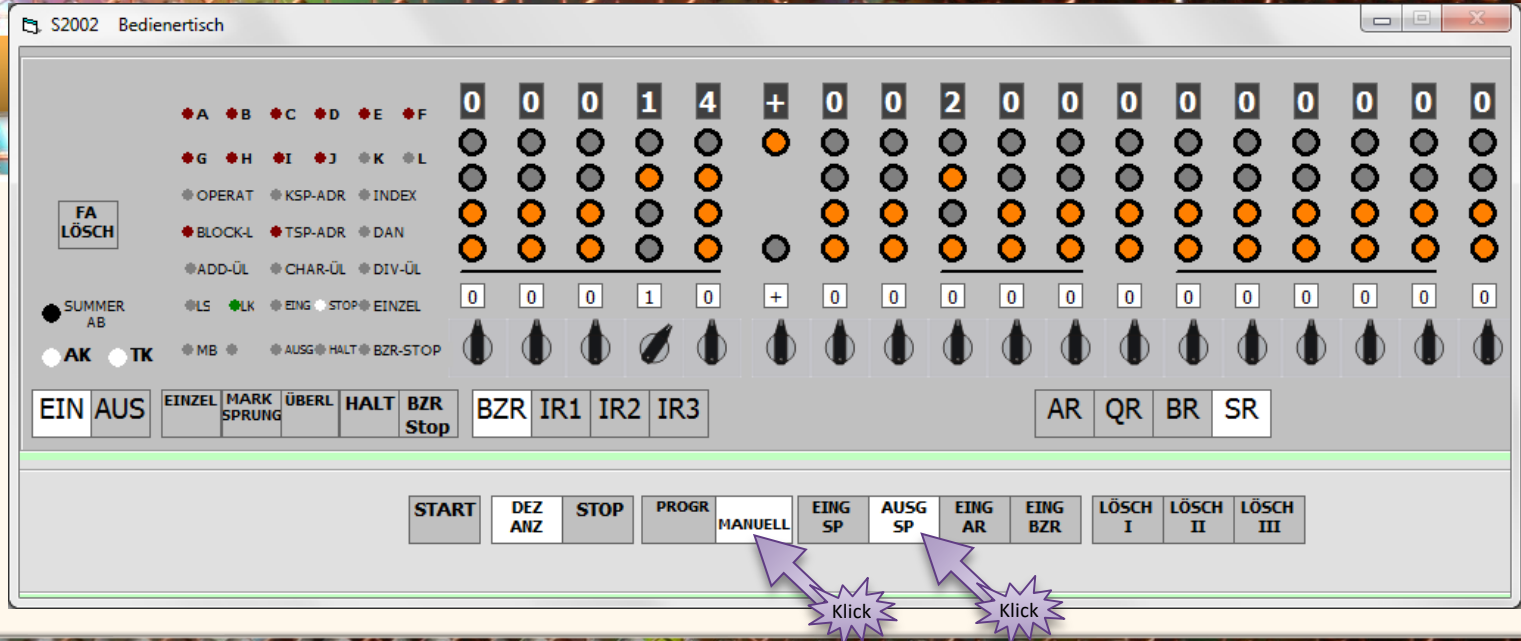 S2002 Bedienertisch
0 0 0 1 4 + 0 0 2 0 0 0 0 0 0 0 0 0
A B C D E F
G H I J K L
OPERAT KSP-ADR INDEX
FA
LÖSCH
BLOCK-L TSP-ADR DAN
ADD-ÜL CHAR-ÜL DIV-ÜL
LS LK EING STOP EINZEL
0 0 0 1 0 + 0 0 0 0 0 0 0 0 0 0 0 0
SUMMER
AB
AK TK
MB AUSG HALT BZR-STOP
EIN AUS
EINZEL
MARK
SPRUNG
ÜBERL
HALT
BZR
Stop
BZR IR1 IR2 IR3
AR QR BR SR
START
DEZ
ANZ
STOP
PROGR
MANUELL
EING
SP
AUSG
SP
EING
AR
EING
BZR
LÖSCH
I
LÖSCH
II
LÖSCH
III
Klick
Klick